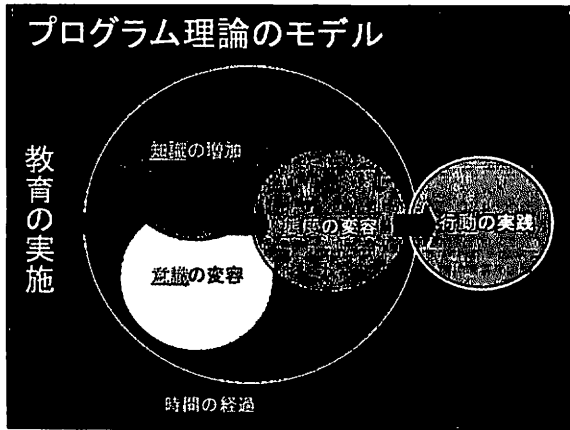 プログラム理論のモデル
教育の実施
知識の増加
意識の変容
態度の変容
行動の実践
時間の経過